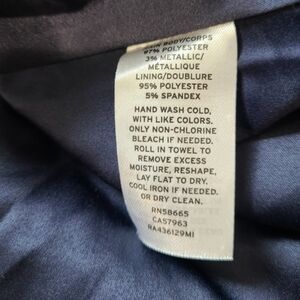 BODY/CORPS
97% POLYESTER
3% METALLIC/
MÉTALLIQUE
LINING/DOUBLURE
95% POLYESTER
5% SPANDEX
HAND WASH COLD,
WITH LIKE COLORS,
ONLY NON-CHLORINE
BLEACH IF NEEDED.
ROLL IN TOWEL TO
REMOVE EXCESS
MOISTURE, RESHAPE,
LAY FLAT TO DRY.
COOL IRON IF NEEDED.
OR DRY CLEAN.
RN58665
CA57963
RA436129MI